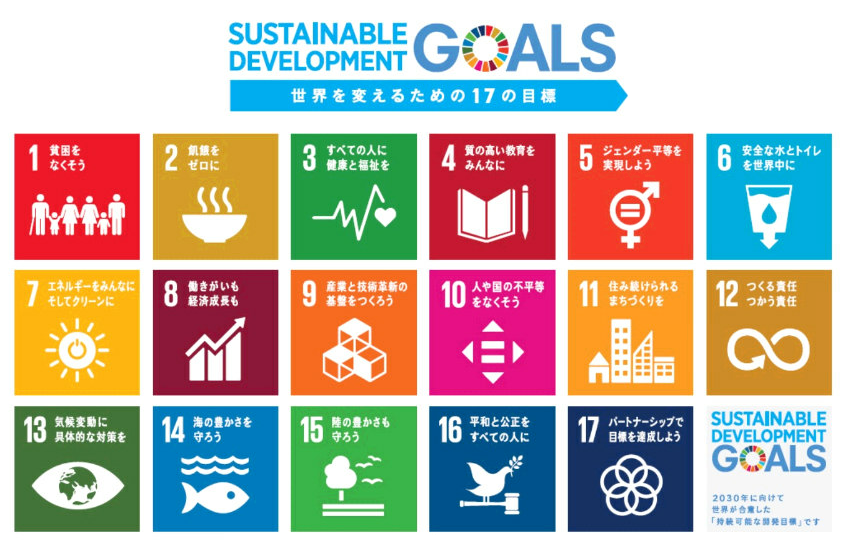 SUSTAINABLE
DEVELOPMENT
GOALS
世界を変えるための17の目標
1 貧困を
なくそう
2 飢餓を
ゼロに
3 すべての人に
健康と福祉を
4 質の高い教育を
みんなに
5 ジェンダー平等を
実現しよう
6 安全な水とトイレ
を世界中に
7 エネルギーをみんなに
そしてクリーンに
8 働きがいも
経済成長も
9 産業と技術革新の
基盤をつくろう
10 人や国の不平等
をなくそう
11 住み続けられる
まちづくりを
12 つくる責任
つかう責任
13 気候変動に
具体的な対策を
14 海の豊かさを
守ろう
15 陸の豊かさも
守ろう
16 平和と公正を
すべての人に
17 パートナーシップで
目標を達成しよう
SUSTAINABLE
DEVELOPMENT
GOALS
2030年に向けて
世界が合意した
「持続可能な開発目標」です